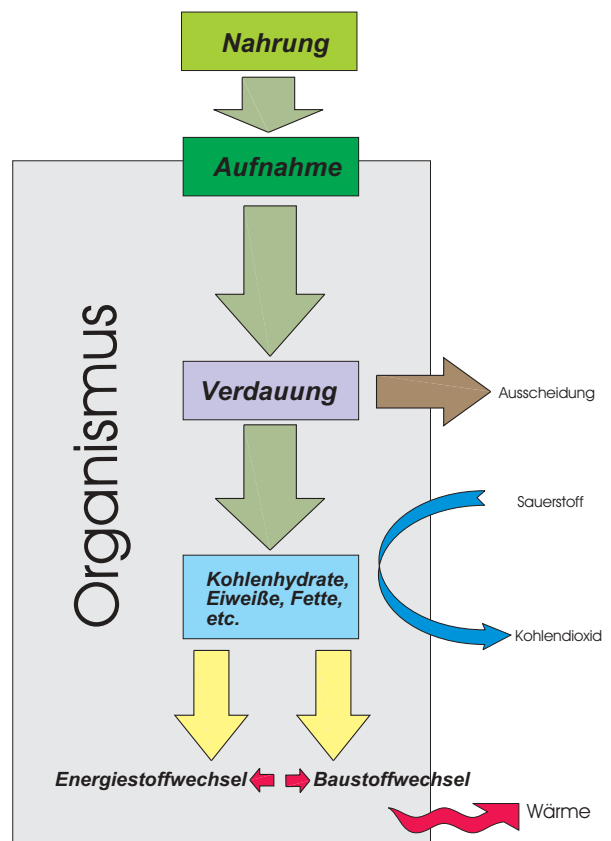 Nahrung
Aufnahme
Organismus
Verdauung
Ausscheidung
Sauerstoff
Kohlenhydrate,
Eiweiße, Fette,
etc.
Kohlendioxid
Energiestoffwechsel
Baustoffwechsel
Wärme